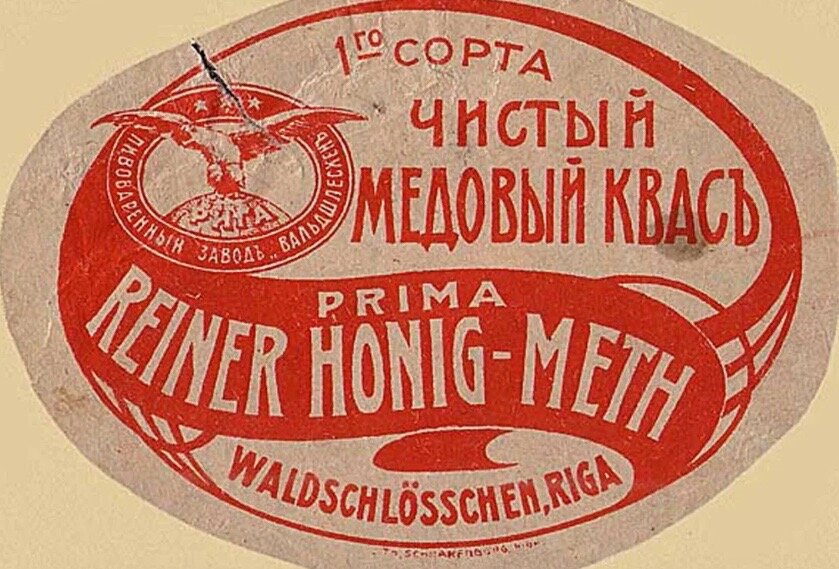 1го СОРТА
ЧИСТЫЙ
МЕДОВЫЙ КВАСЪ
РИГА
ПИВОВАРЕННЫЙ ЗАВОДЪ „ВАЛЬДШЛЕСХЕНЪ
PRIMA
REINER HONIG-METH
WALDSCHLÖSSCHEN, RIGA